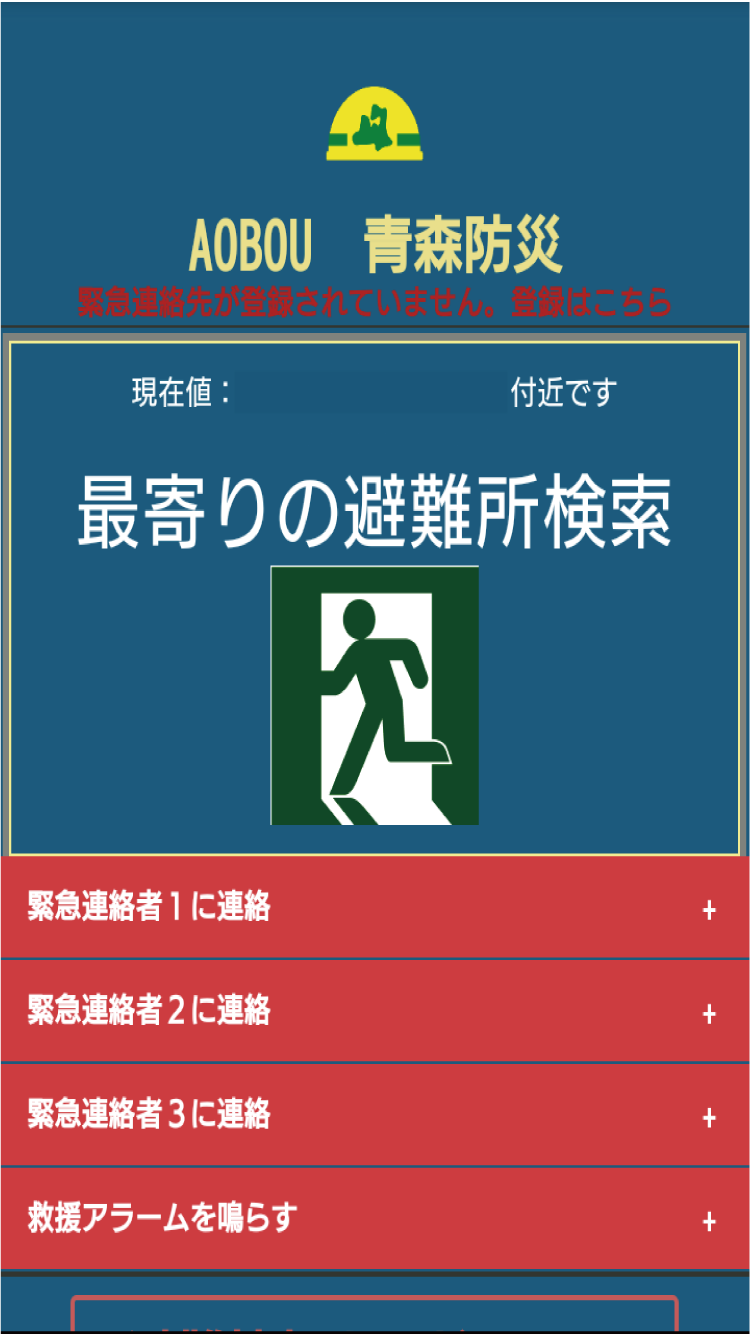 AOBOU　青森防災
緊急連絡先が登録されていません。登録はこちら
現在値：　付近です
最寄りの避難所検索
緊急連絡者１に連絡 +
緊急連絡者２に連絡 +
緊急連絡者３に連絡 +
救援アラームを鳴らす +